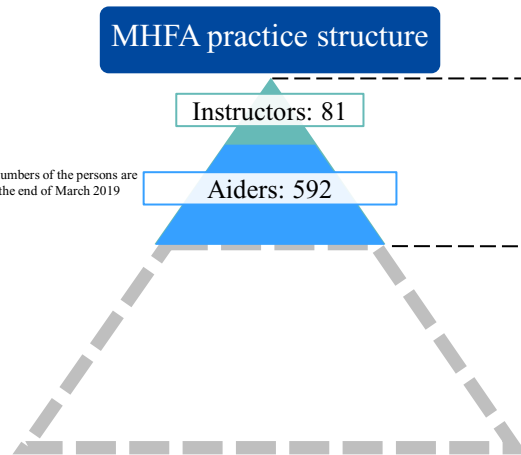 MHFA practice structure
Instructors: 81
umbers of the persons are
the end of March 2019
Aiders: 592